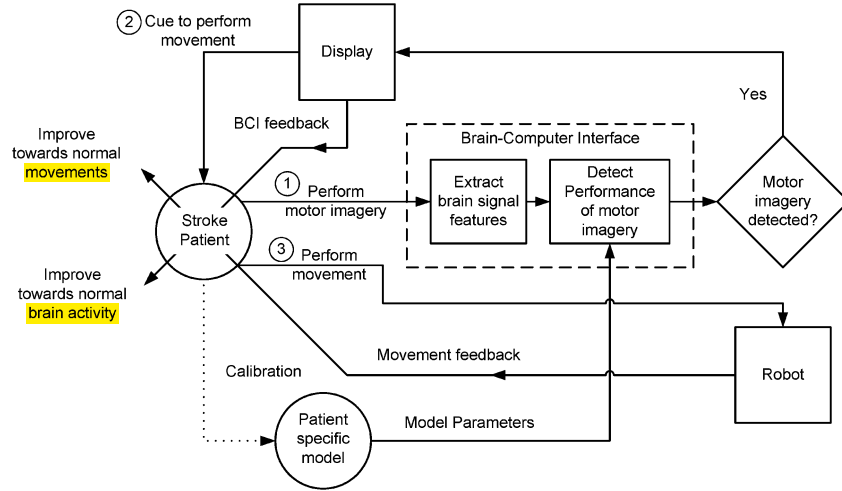 2 Cue to perform
movement
Display
Yes
BCI feedback
Improve
towards normal
movements
Brain-Computer Interface
1 Perform
motor imagery
Extract
brain signal
features
Detect
Performance
of motor
imagery
Motor
imagery
detected?
Stroke
Patient
3 Perform
movement
Improve
towards normal
brain activity
Movement feedback
Robot
Calibration
Patient
specific
model
Model Parameters